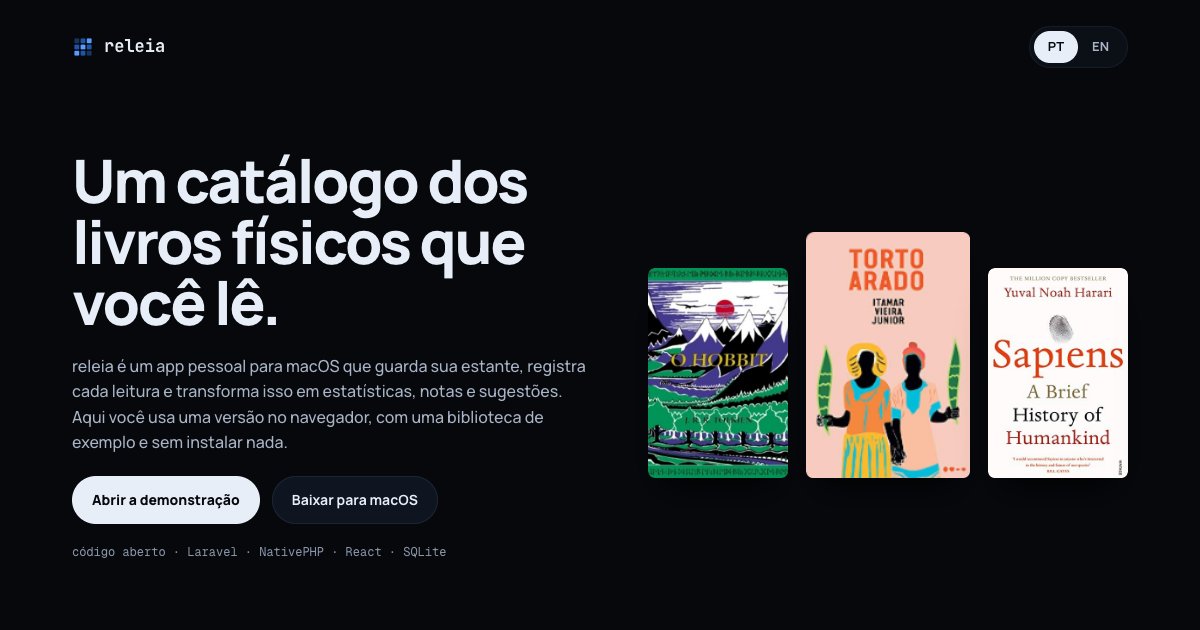 releia
PT
EN
Um catálogo dos
livros físicos que
você lê.
releia é um app pessoal para macOS que guarda sua estante, registra
cada leitura e transforma isso em estatísticas, notas e sugestões.
Aqui você usa uma versão no navegador, com uma biblioteca de
exemplo e sem instalar nada.
Abrir a demonstração
Baixar para macOS
código aberto · Laravel · NativePHP · React · SQLite
O HOBBIT
TORTO
ARADO
ITAMAR
VIEIRA
JUNIOR
THE MILLION COPY BESTSELLER
Yuval Noah Harari
Sapiens
A Brief
History of
Humankind